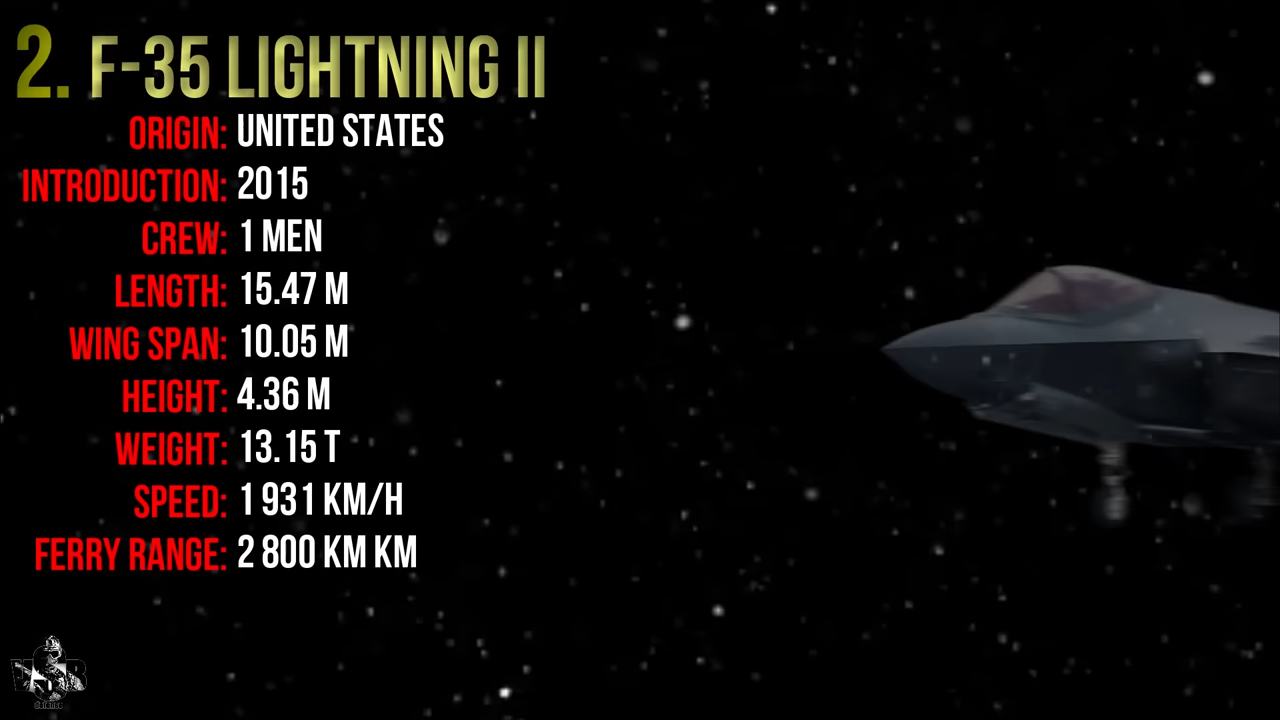 2. F-35 LIGHTNING II
ORIGIN: UNITED STATES
INTRODUCTION: 2015
CREW: 1 MEN
LENGTH: 15.47 M
WING SPAN: 10.05 M
HEIGHT: 4.36 M
WEIGHT: 13.15 T
SPEED: 1 931 KM/H
FERRY RANGE: 2 800 KM KM
defense